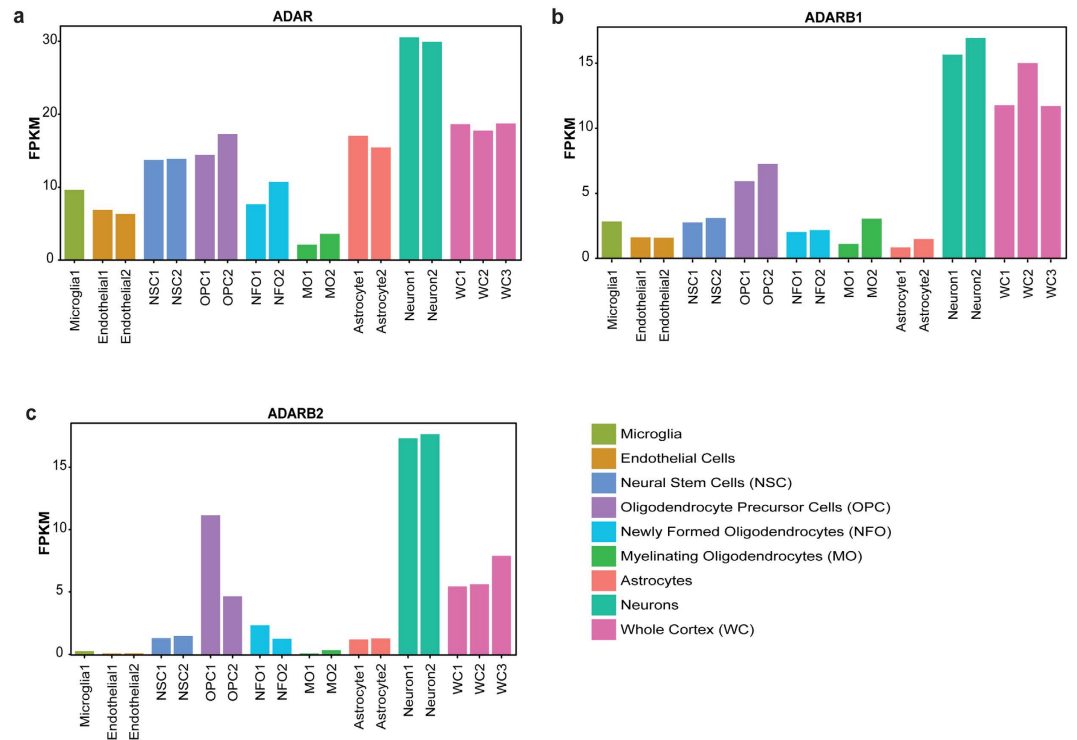 a
ADAR
FPKM
30
20
10
0
Microglia1
Endothelial1
Endothelial2
NSC1
NSC2
OPC1
OPC2
NFO1
NFO2
MO1
MO2
Astrocyte1
Astrocyte2
Neuron1
Neuron2
WC1
WC2
WC3
b
ADARB1
FPKM
15
10
5
0
Microglia1
Endothelial1
Endothelial2
NSC1
NSC2
OPC1
OPC2
NFO1
NFO2
MO1
MO2
Astrocyte1
Astrocyte2
Neuron1
Neuron2
WC1
WC2
WC3
c
ADARB2
FPKM
15
10
5
0
Microglia1
Endothelial1
Endothelial2
NSC1
NSC2
OPC1
OPC2
NFO1
NFO2
MO1
MO2
Astrocyte1
Astrocyte2
Neuron1
Neuron2
WC1
WC2
WC3
Microglia
Endothelial Cells
Neural Stem Cells (NSC)
Oligodendrocyte Precursor Cells (OPC)
Newly Formed Oligodendrocytes (NFO)
Myelinating Oligodendrocytes (MO)
Astrocytes
Neurons
Whole Cortex (WC)